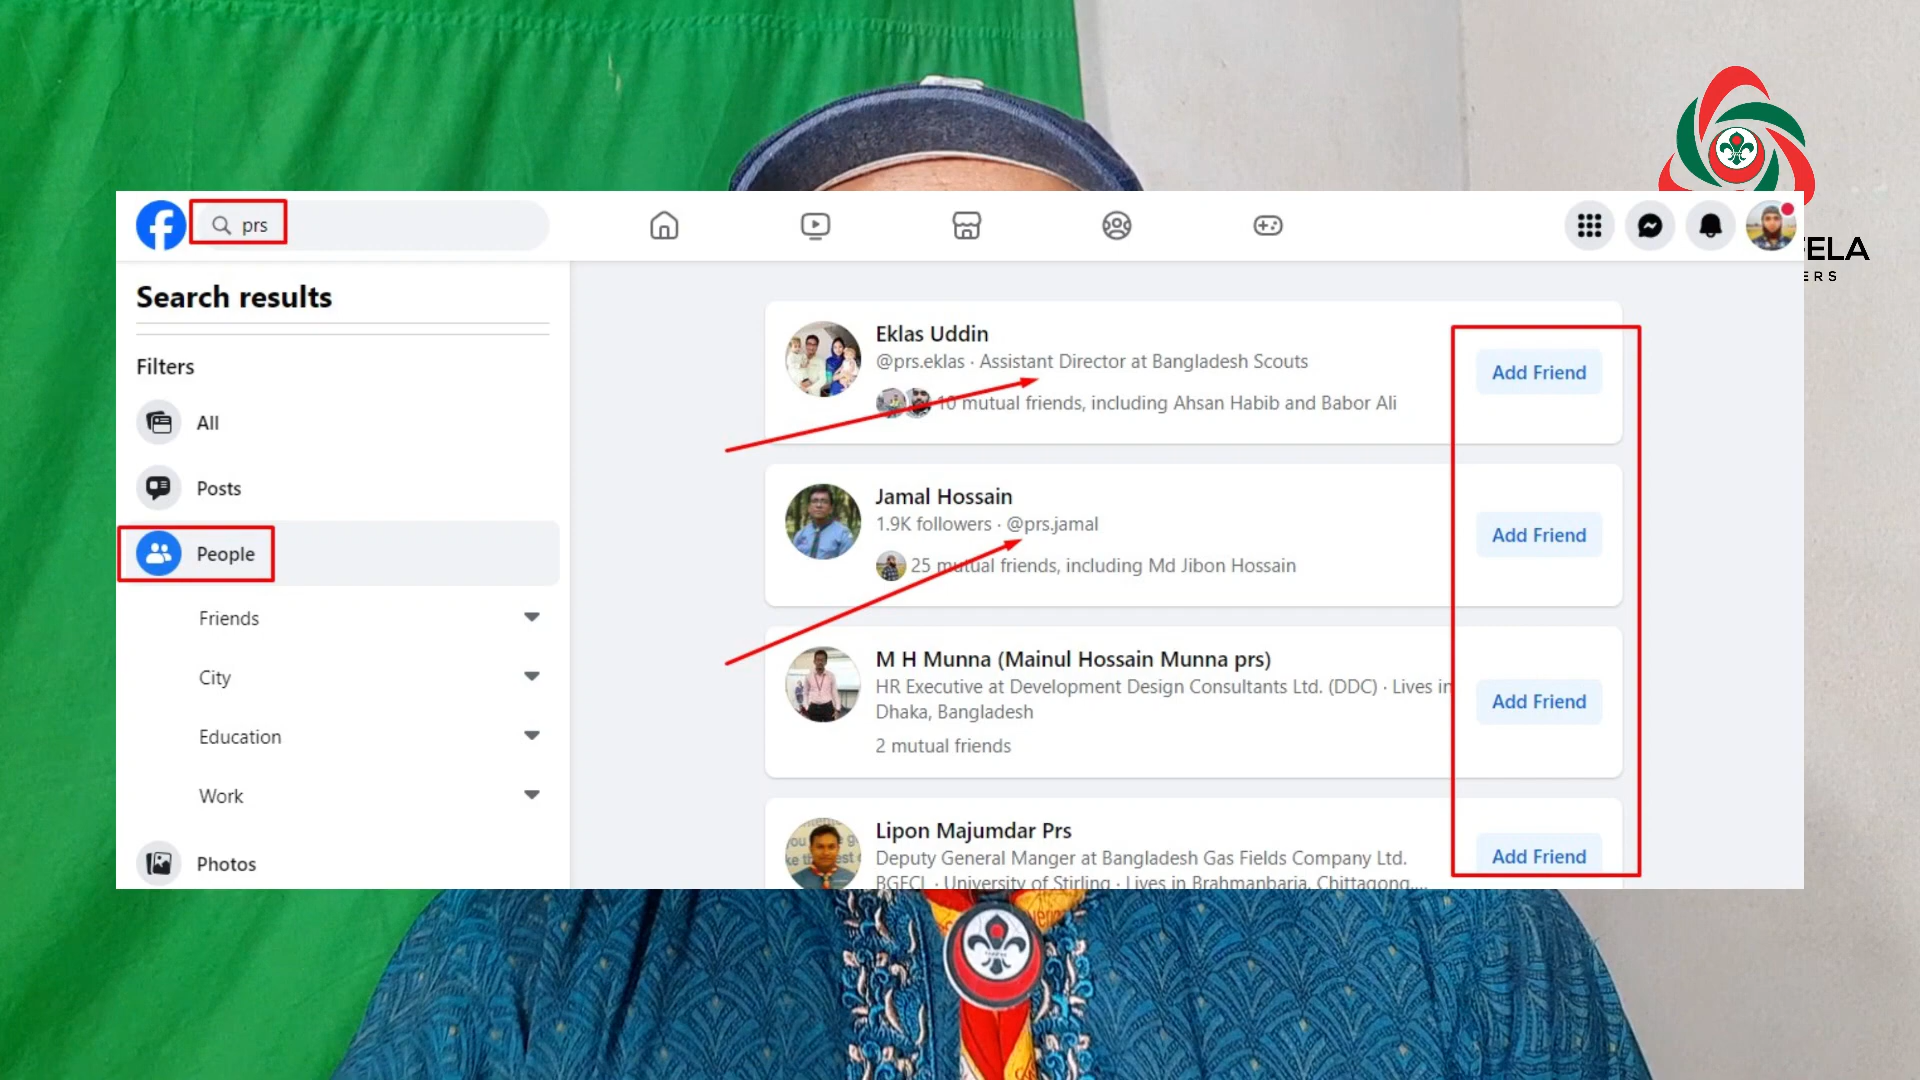 prs
ELA
ERS
Search results
Filters
All
Posts
People
Friends
City
Education
Work
Photos
Eklas Uddin
@prs.eklas · Assistant Director at Bangladesh Scouts
10 mutual friends, including Ahsan Habib and Babor Ali
Add Friend
Jamal Hossain
1.9K followers · @prs.jamal
25 mutual friends, including Md Jibon Hossain
Add Friend
M H Munna (Mainul Hossain Munna prs)
HR Executive at Development Design Consultants Ltd. (DDC) · Lives in
Dhaka, Bangladesh
2 mutual friends
Add Friend
Lipon Majumdar Prs
Deputy General Manger at Bangladesh Gas Fields Company Ltd.
BGFCL · University of Stirling · Lives in Brahmanbaria, Chittagong,...
Add Friend